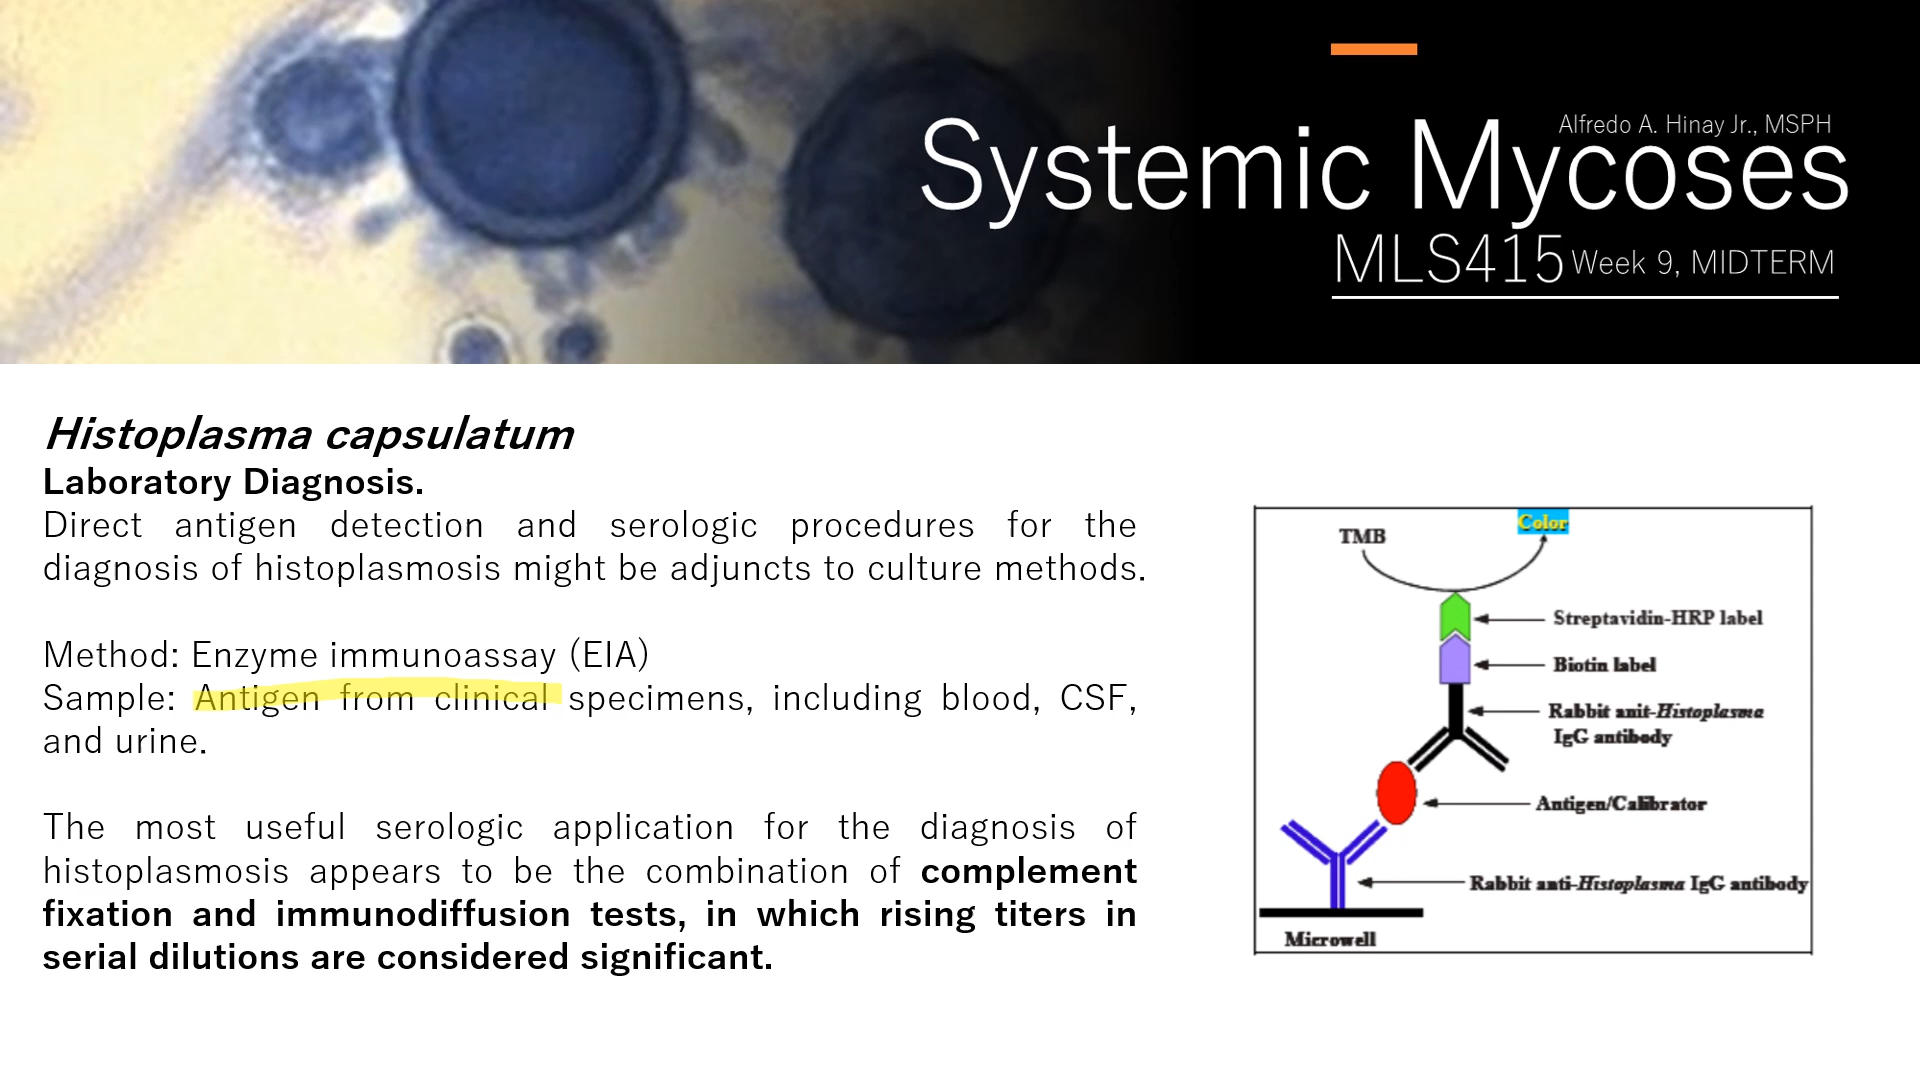 Alfredo A. Hinay Jr., MSPH
Systemic Mycoses
MLS415 Week 9, MIDTERM
Histoplasma capsulatum
Laboratory Diagnosis.
Direct antigen detection and serologic procedures for the
diagnosis of histoplasmosis might be adjuncts to culture methods.
Method: Enzyme immunoassay (EIA)
Sample: Antigen from clinical specimens, including blood, CSF,
and urine.
The most useful serologic application for the diagnosis of
histoplasmosis appears to be the combination of complement
fixation and immunodiffusion tests, in which rising titers in
serial dilutions are considered significant.
Color
TMB
Streptavidin-HRP label
Biotin label
Rabbit anit-Histoplasma
IgG antibody
Antigen/Calibrator
Rabbit anti-Histoplasma IgG antibody
Microwell